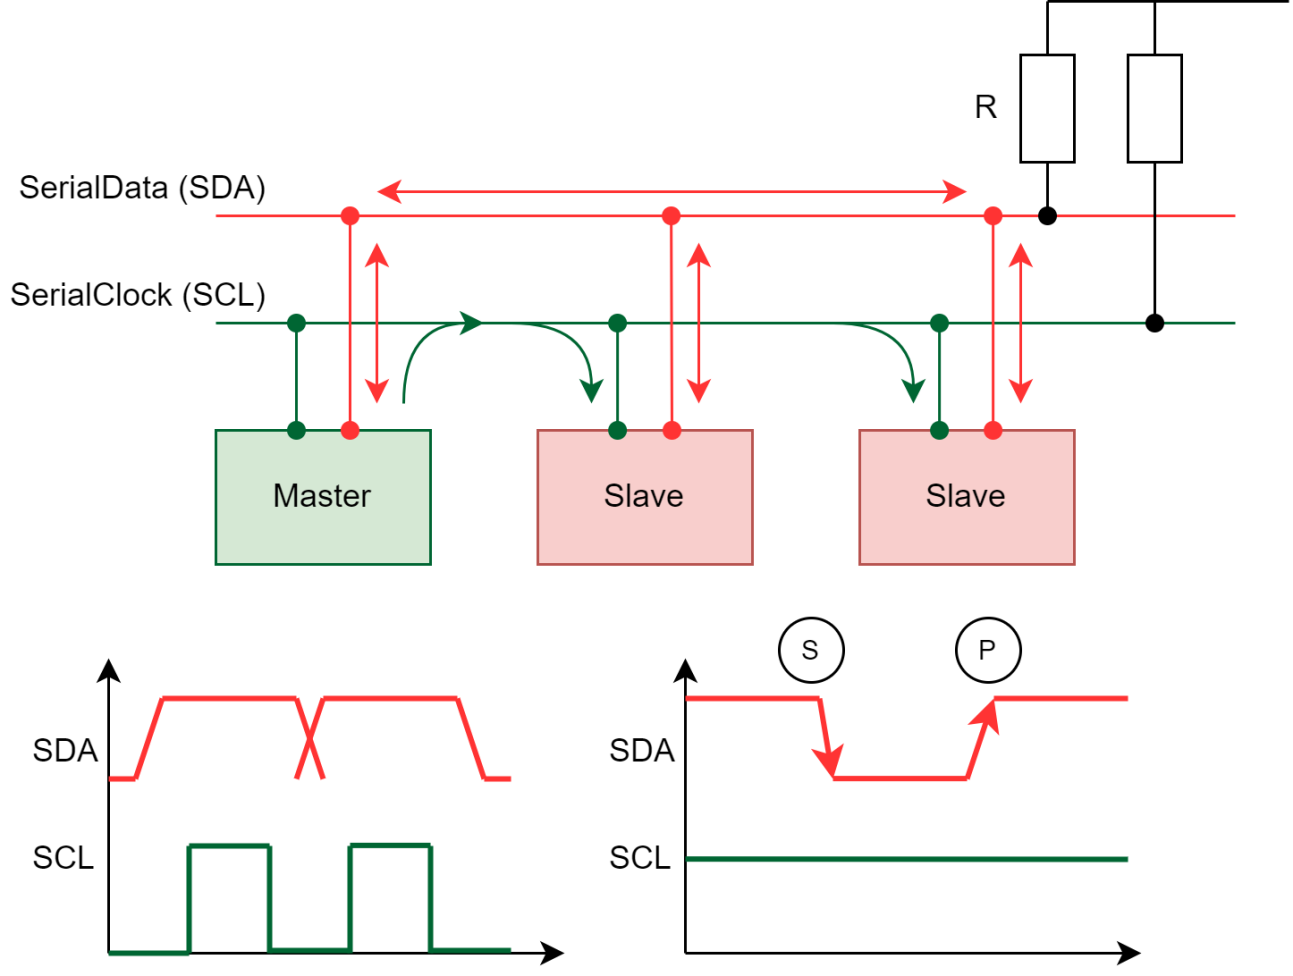 R
SerialData (SDA)
SerialClock (SCL)
Master
Slave
Slave
S
P
SDA
SCL
SDA
SCL